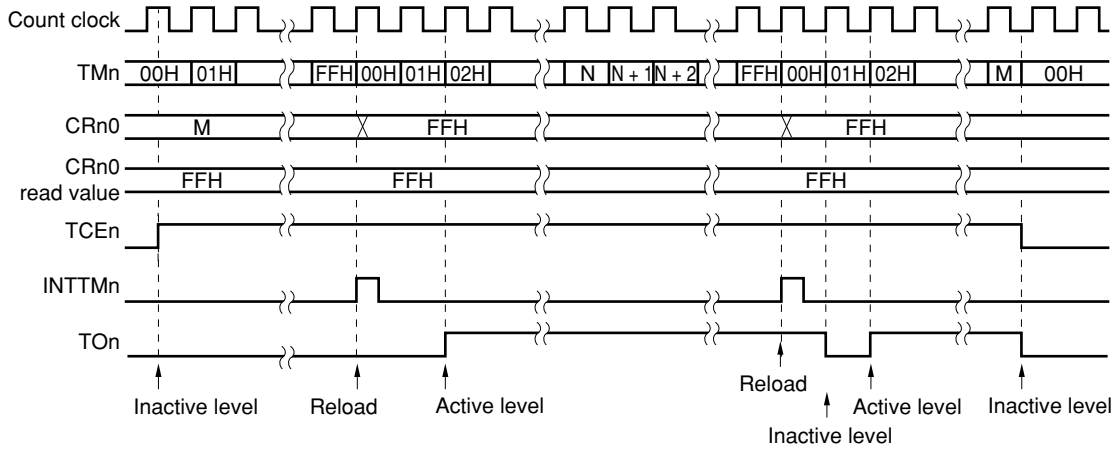 Count clock
TMn 00H 01H FFH 00H 01H 02H N N + 1 N + 2 FFH 00H 01H 02H M 00H
CRn0 M FFH FFH
CRn0
read value FFH FFH FFH
TCEn
INTTMn
TOn
Reload
Inactive level Reload Active level Active level Inactive level
Inactive level